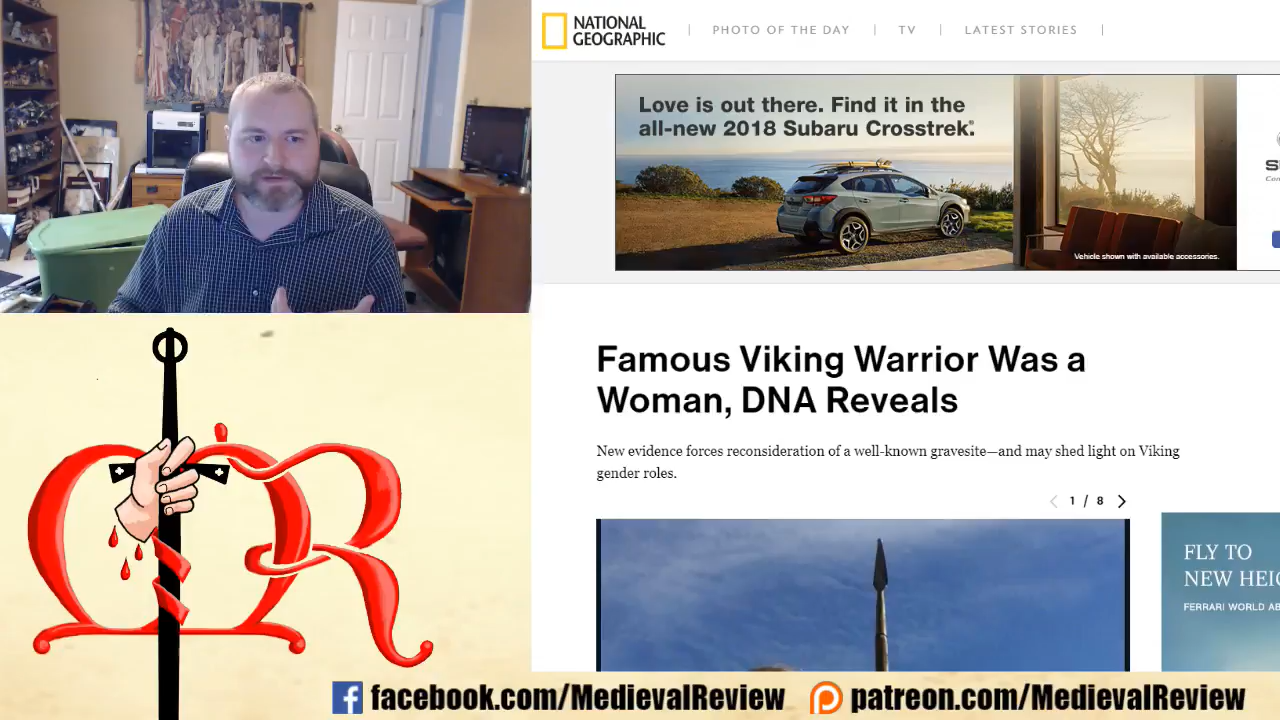 NATIONAL
GEOGRAPHIC
PHOTO OF THE DAY
TV
LATEST STORIES
Love is out there. Find it in the
all-new 2018 Subaru Crosstrek.®
Vehicle shown with available accessories.
Famous Viking Warrior Was a
Woman, DNA Reveals
New evidence forces reconsideration of a well-known gravesite—and may shed light on Viking
gender roles.
1 / 8
FLY TO
NEW HEI
FERRARI WORLD AB
MR
facebook.com/MedievalReview
patreon.com/MedievalReview